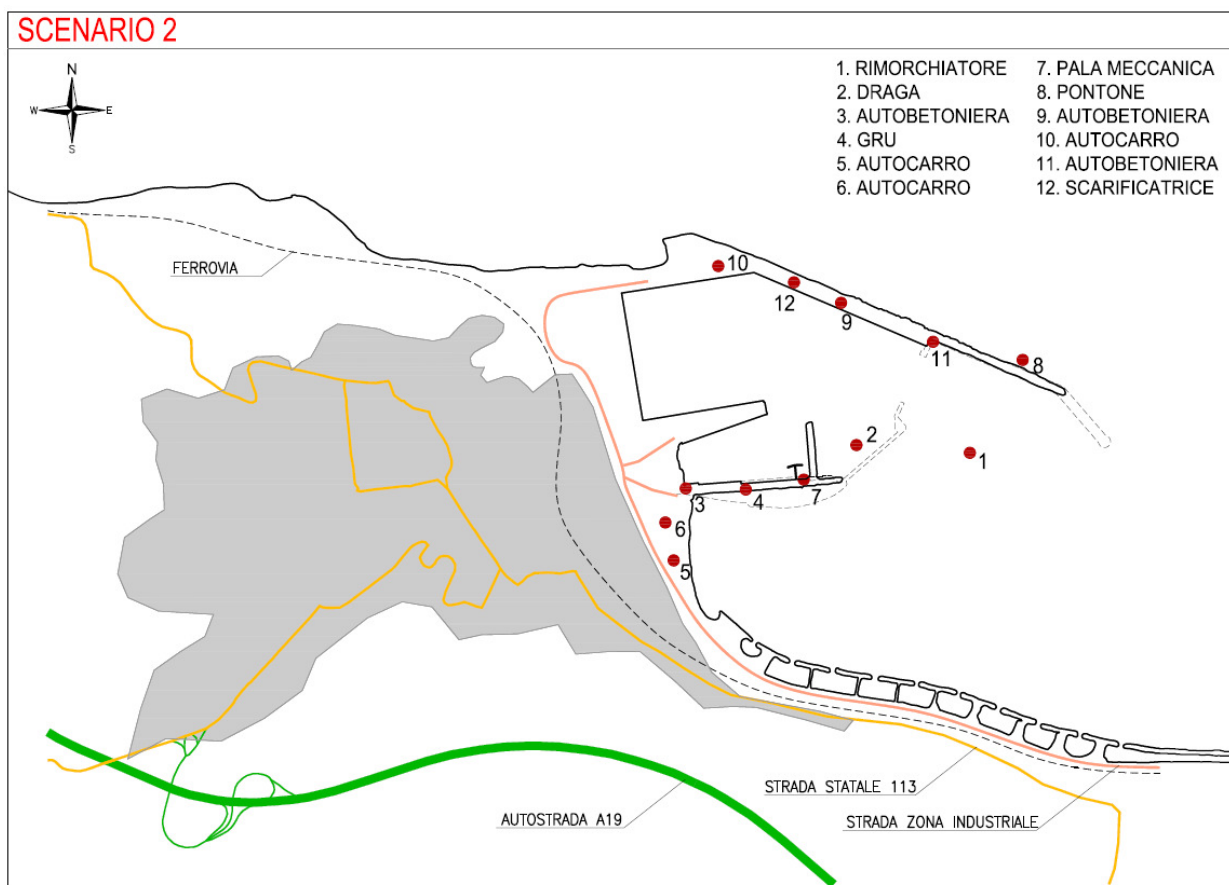 SCENARIO 2
N
W E
S
1. RIMORCHIATORE
2. DRAGA
3. AUTOBETONIERA
4. GRU
5. AUTOCARRO
6. AUTOCARRO
7. PALA MECCANICA
8. PONTONE
9. AUTOBETONIERA
10. AUTOCARRO
11. AUTOBETONIERA
12. SCARIFICATRICE
FERROVIA
10
12
9
11
8
2
1
T
3
4
7
6
5
STRADA STATALE 113
AUTOSTRADA A19
STRADA ZONA INDUSTRIALE